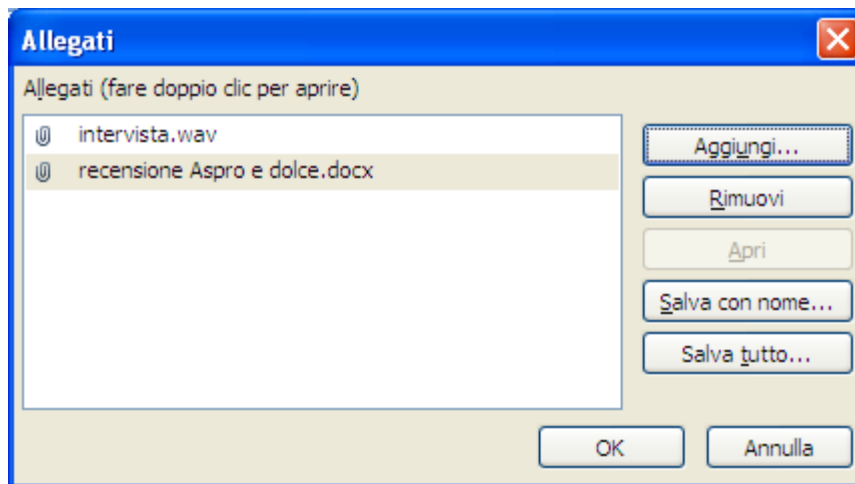 Allegati
Allegati (fare doppio clic per aprire)
intervista.wav
recensione Aspro e dolce.docx
Aggiungi...
Rimuovi
Apri
Salva con nome...
Salva tutto...
OK
Annulla